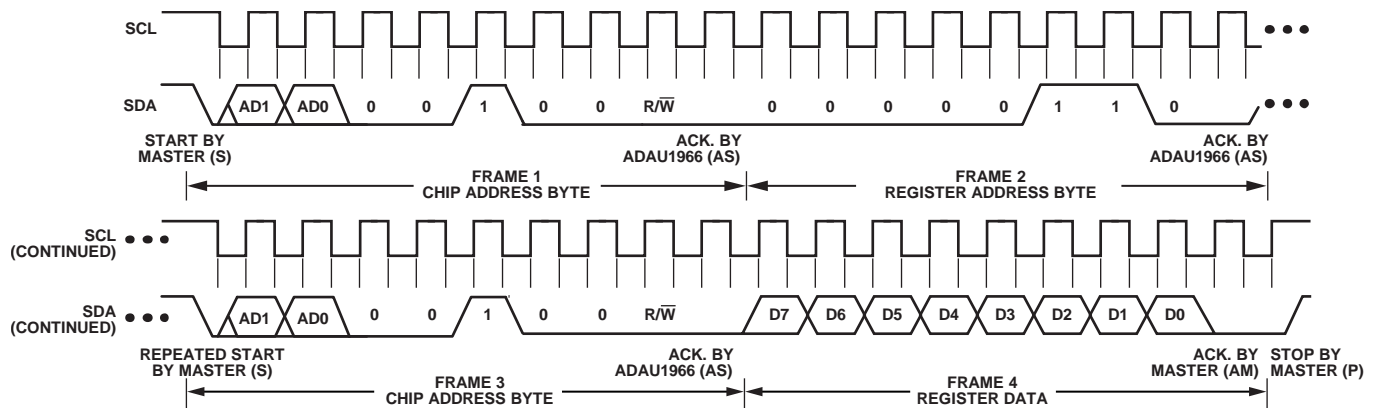 SCL
SDA AD1 AD0 0 0 1 0 0 R/W̅ 0 0 0 0 0 1 1 0
START BY
MASTER (S)
ACK. BY
ADAU1966 (AS)
ACK. BY
ADAU1966 (AS)
FRAME 1
CHIP ADDRESS BYTE
FRAME 2
REGISTER ADDRESS BYTE
SCL
(CONTINUED)
SDA
(CONTINUED)
AD1 AD0 0 0 1 0 0 R/W̅ D7 D6 D5 D4 D3 D2 D1 D0
REPEATED START
BY MASTER (S)
ACK. BY
ADAU1966 (AS)
ACK. BY
MASTER (AM)
STOP BY
MASTER (P)
FRAME 3
CHIP ADDRESS BYTE
FRAME 4
REGISTER DATA